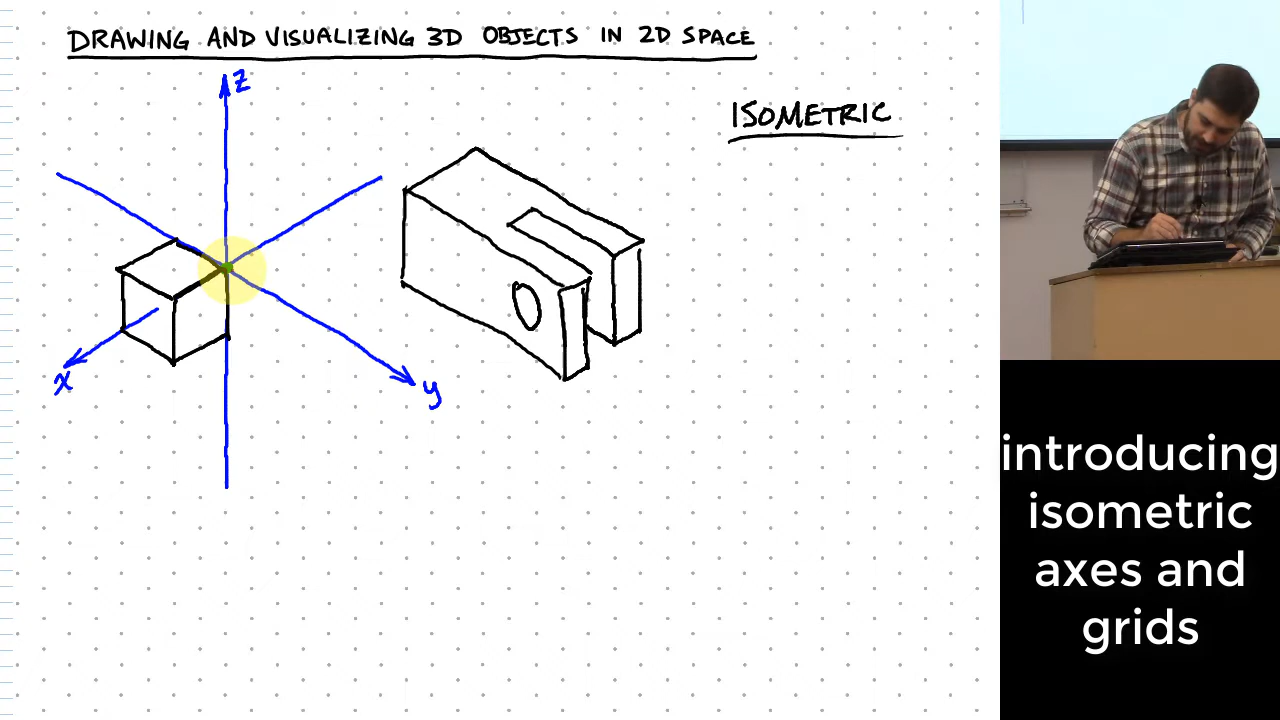 DRAWING AND VISUALIZING 3D OBJECTS IN 2D SPACE
z
ISOMETRIC
x
y
introducing
isometric
axes and
grids